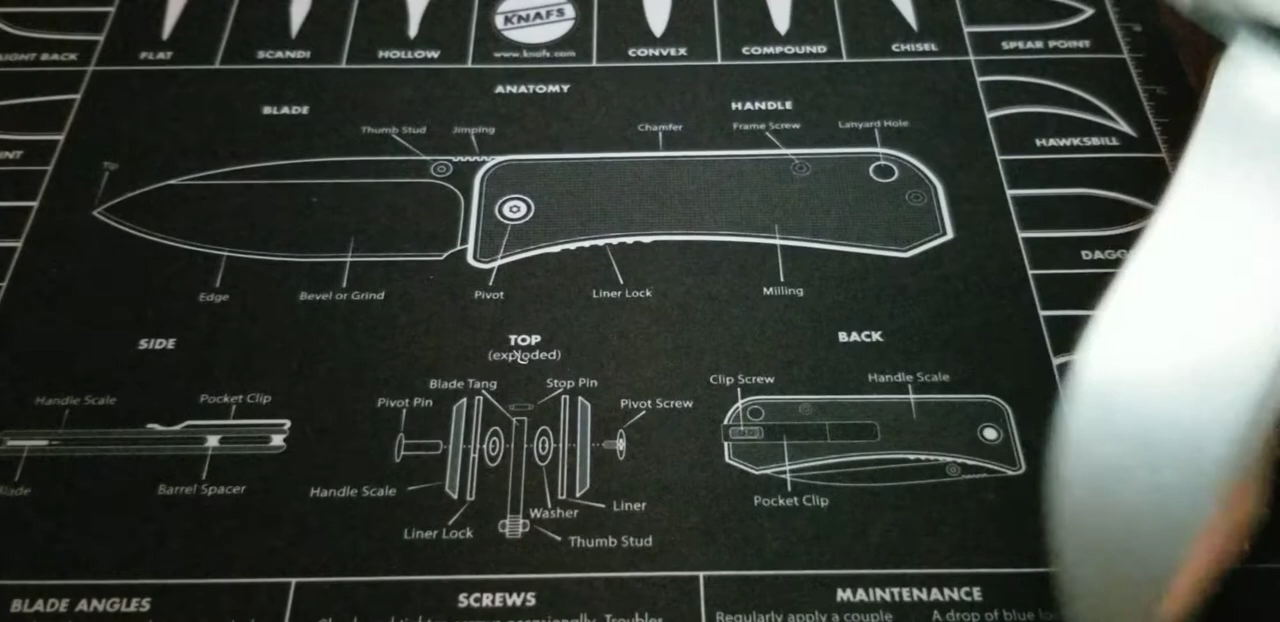 KNAFS
www.knafs.com
FLAT
SCANDI
HOLLOW
CONVEX
COMPOUND
CHISEL
SPEAR POINT
HAWKSBILL
ANATOMY
BLADE
HANDLE
Thumb Stud
Jimping
Chamfer
Frame Screw
Lanyard Hole
Tip
Edge
Bevel or Grind
Pivot
Liner Lock
Milling
SIDE
Handle Scale
Pocket Clip
Barrel Spacer
TOP
(exploded)
Blade Tang
Stop Pin
Pivot Pin
Pivot Screw
Handle Scale
Liner
Washer
Liner Lock
Thumb Stud
BACK
Clip Screw
Handle Scale
Pocket Clip
BLADE ANGLES
SCREWS
MAINTENANCE
Regularly apply a couple
A drop of blue